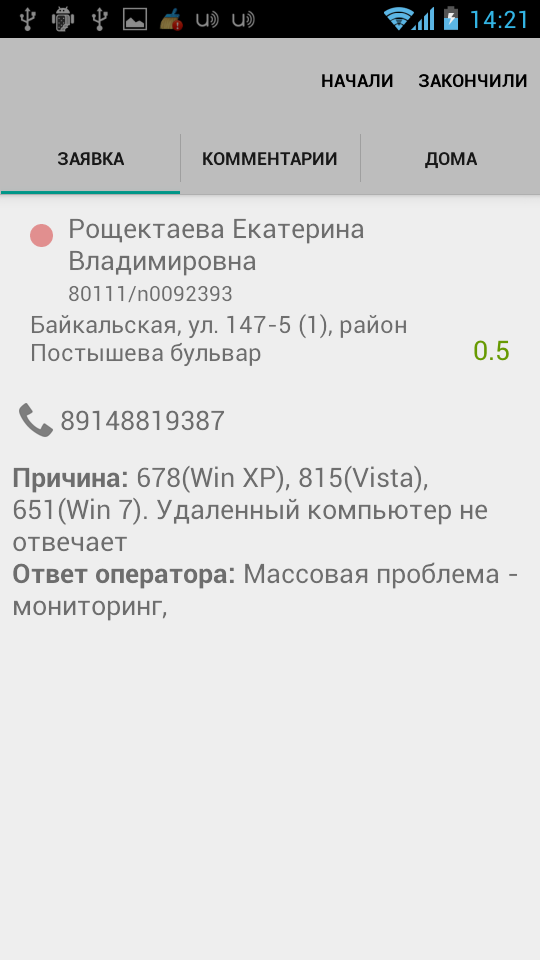 14:21
НАЧАЛИ ЗАКОНЧИЛИ
ЗАЯВКА КОММЕНТАРИИ ДОМА
Рощектаева Екатерина
Владимировна
80111/n0092393
Байкальская, ул. 147-5 (1), район
Постышева бульвар
0.5
89148819387
Причина: 678(Win XP), 815(Vista),
651(Win 7). Удаленный компьютер не
отвечает
Ответ оператора: Массовая проблема -
мониторинг,